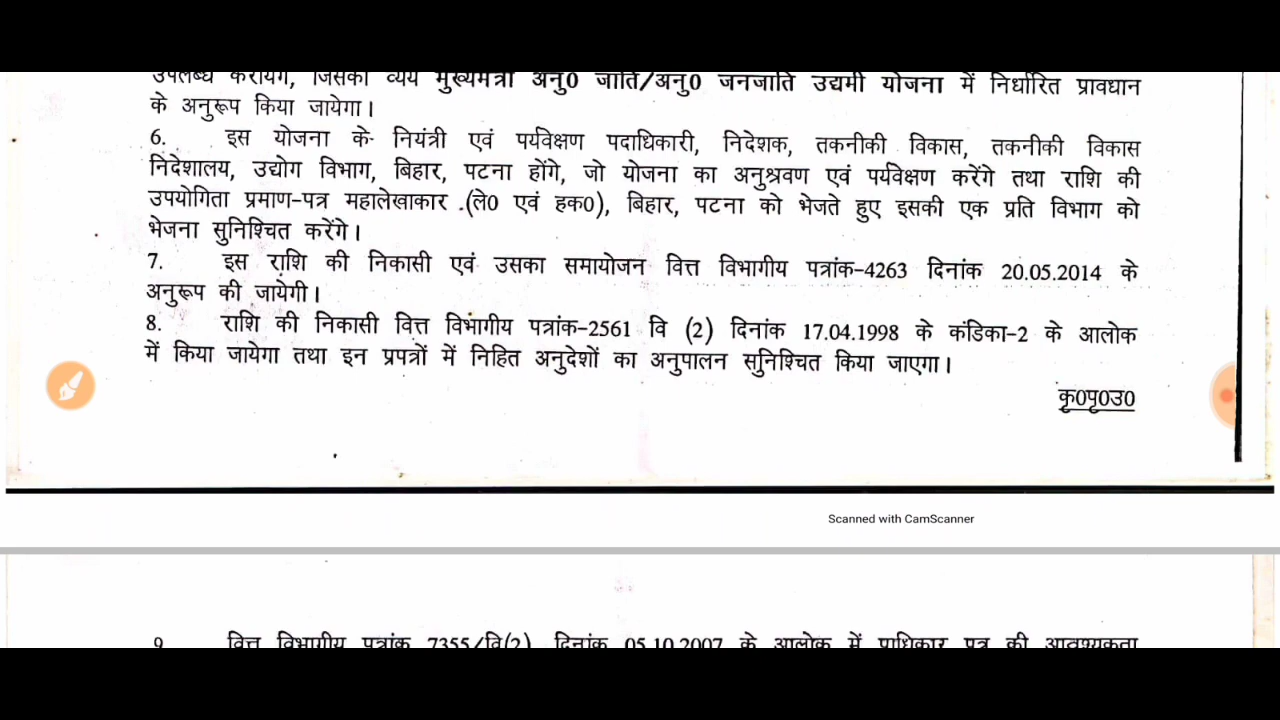 उपलब्ध करायेंगे, जिसका व्यय मुख्यमंत्री अनु0 जाति/अनु0 जनजाति उद्यमी योजना में निर्धारित प्रावधान
के अनुरूप किया जायेगा।
6. इस योजना के नियंत्री एवं पर्यवेक्षण पदाधिकारी, निदेशक, तकनीकी विकास, तकनीकी विकास
निदेशालय, उद्योग विभाग, बिहार, पटना होंगे, जो योजना का अनुश्रवण एवं पर्यवेक्षण करेंगे तथा राशि की
उपयोगिता प्रमाण-पत्र महालेखाकार (ले0 एवं हक0), बिहार, पटना को भेजते हुए इसकी एक प्रति विभाग को
भेजना सुनिश्चित करेंगे।
7. इस राशि की निकासी एवं उसका समायोजन वित्त विभागीय पत्रांक-4263 दिनांक 20.05.2014 के
अनुरूप की जायेगी।
8. राशि की निकासी वित्त विभागीय पत्रांक-2561 वि (2) दिनांक 17.04.1998 के कंडिका-2 के आलोक
में किया जायेगा तथा इन प्रपत्रों में निहित अनुदेशों का अनुपालन सुनिश्चित किया जाएगा।
कृ0पृ0उ0
Scanned with CamScanner
9 वित्त विभागीय पत्रांक 7355/वि(2) दिनांक 05.10.2007 के आलोक में प्राधिकार पत्र की आवश्यकता